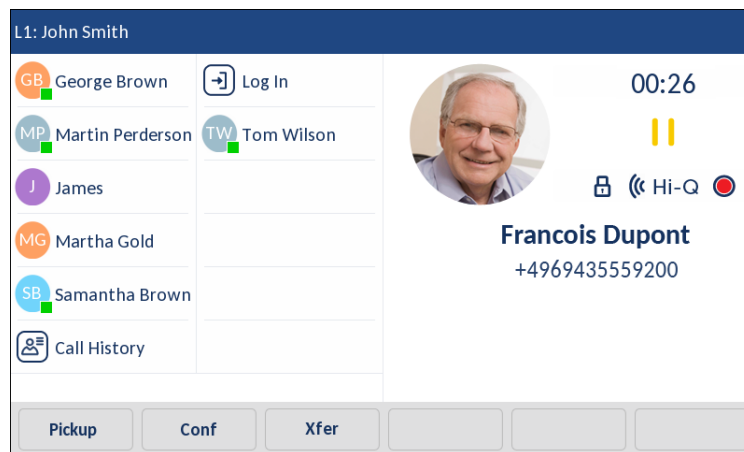 L1: John Smith
GB George Brown
Log In
MP Martin Perderson
TW Tom Wilson
J James
MG Martha Gold
SB Samantha Brown
Call History
00:26
Hi-Q
Francois Dupont
+4969435559200
Pickup Conf Xfer